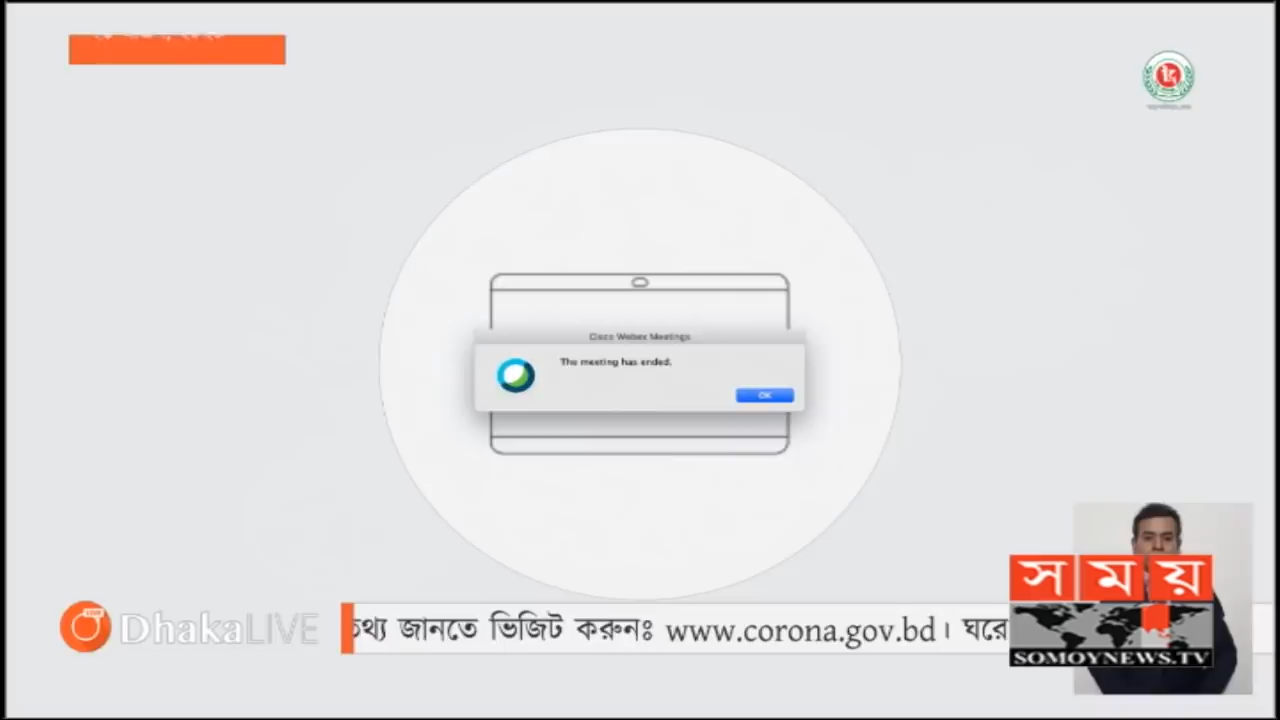 Cisco Webex Meetings
The meeting has ended.
OK
LIVE
DhakaLIVE
তথ্য জানতে ভিজিট করুনঃ www.corona.gov.bd। ঘরে
সময়
SOMOYNEWS.TV